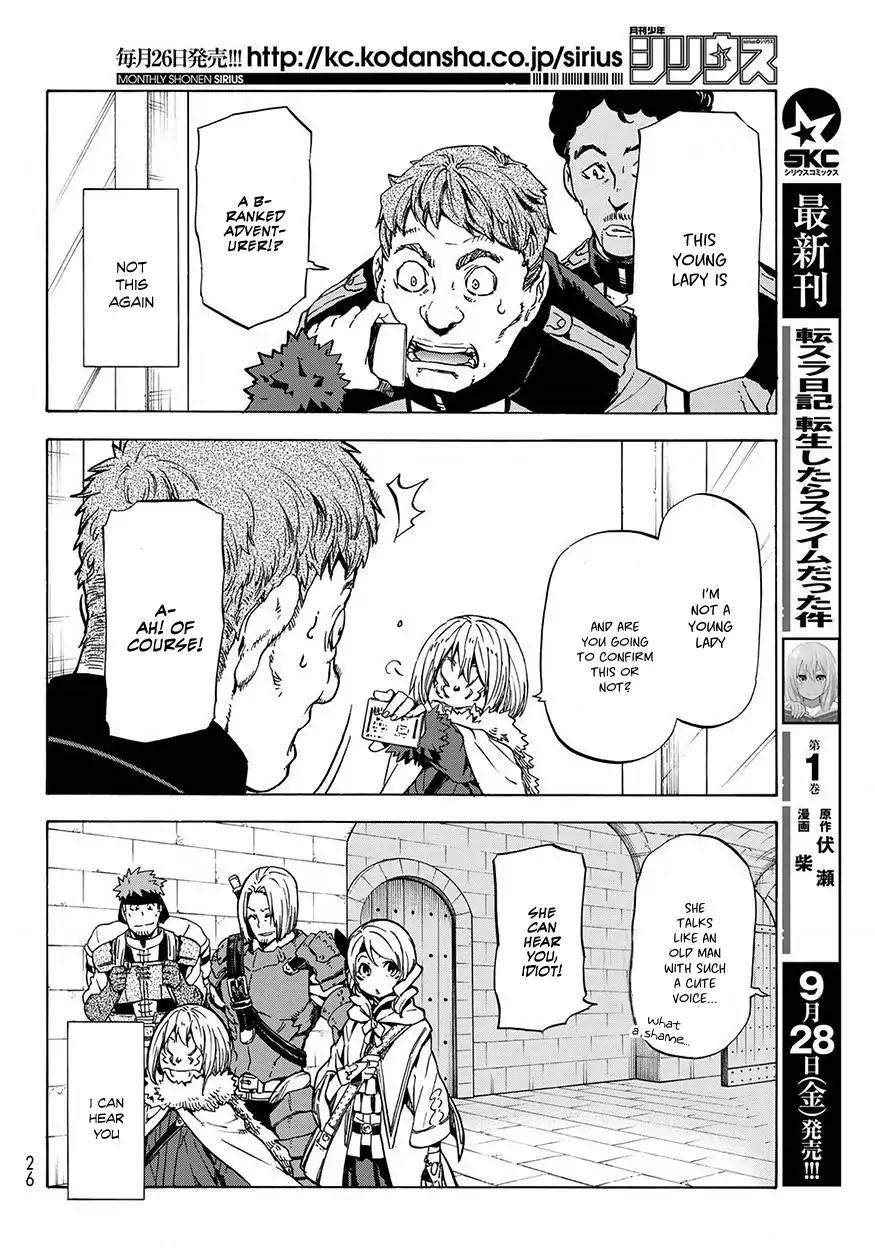 毎月26日発売!!! http://kc.kodansha.co.jp/sirius
MONTHLY SHONEN SIRIUS
月刊少年
シリウス
THIS
YOUNG
LADY IS
A B-
RANKED
ADVENT-
URER!?
NOT
THIS
AGAIN
I'M
NOT A
YOUNG
LADY
AND ARE
YOU GOING
TO CONFIRM
THIS OR
NOT?
A-
AH! OF
COURSE!
SHE
TALKS
LIKE AN
OLD MAN
WITH SUCH
A CUTE
VOICE...
what
a shame...
SHE
CAN
HEAR
YOU,
IDIOT!
I CAN
HEAR
YOU
26
SKC
シリウスコミックス
最新刊
転スラ日記 転生したらスライムだった件
第1巻
原作 伏瀬
漫画 柴
9月28日(金)発売!!!